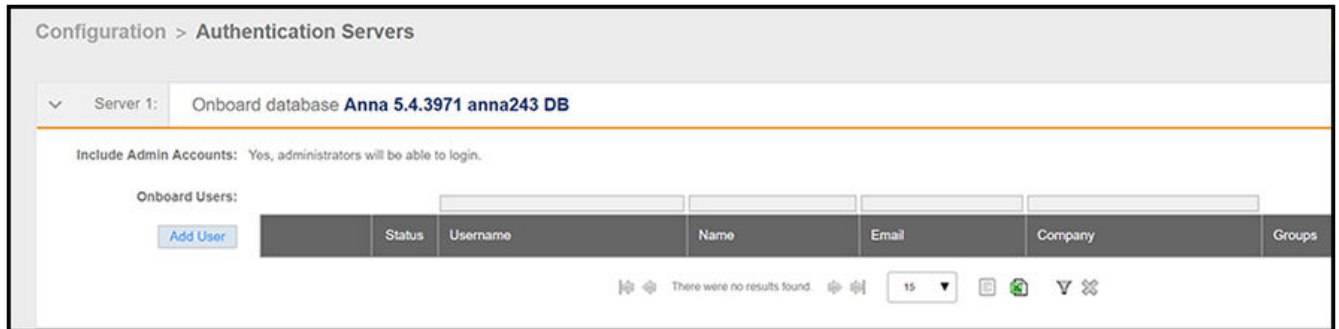 Configuration > Authentication Servers
Server 1: Onboard database Anna 5.4.3971 anna243 DB
Include Admin Accounts: Yes, administrators will be able to login.
Onboard Users:
Add User
Status Username Name Email Company Groups
There were no results found 15